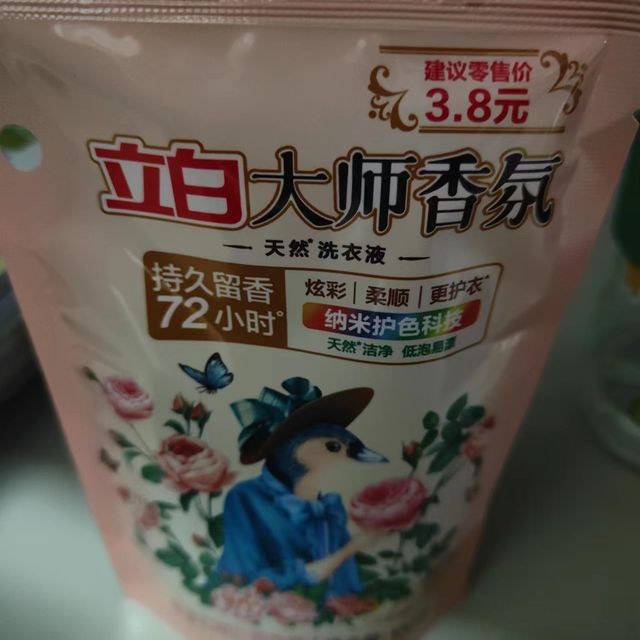 建议零售价
3.8元
立白大师香氛
天然*洗衣液
持久留香
72小时*
炫彩|柔顺|更护衣*
纳米护色科技
天然*洁净 低泡易漂